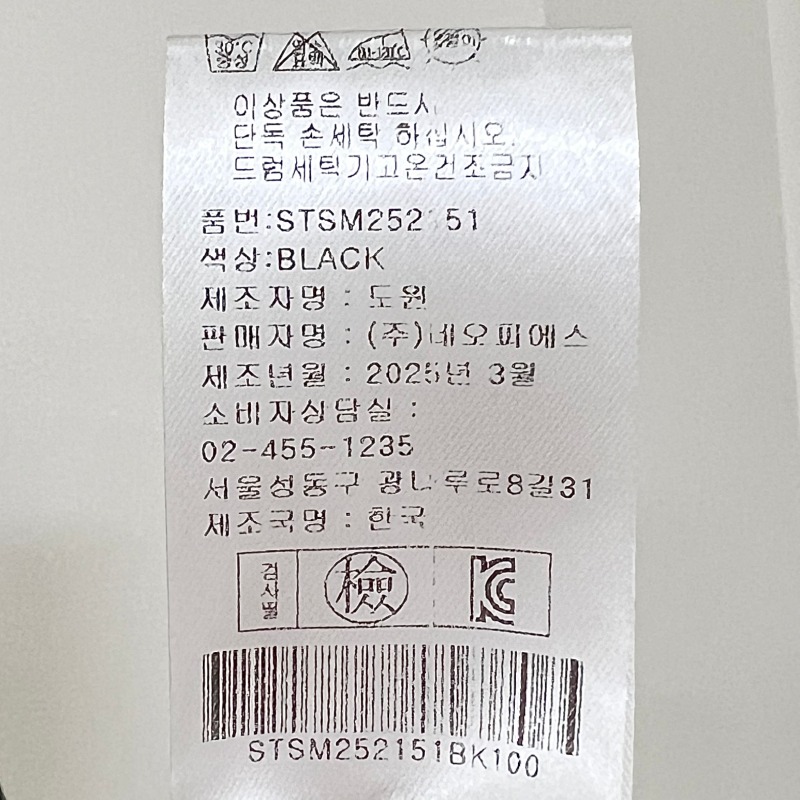 30°C
중성
이상품은 반드시
단독 손세탁 하십시오.
드럼세탁기고온건조금지
품번:STSM252151
색상:BLACK
제조자명 : 도원
판매자명 : (주)네오피에스
제조년월 : 2025년 3월
소비자상담실 :
02-455-1235
서울성동구 광나루로8길31
제조국명 : 한국
검사필 檢 KC
STSM252151BK100